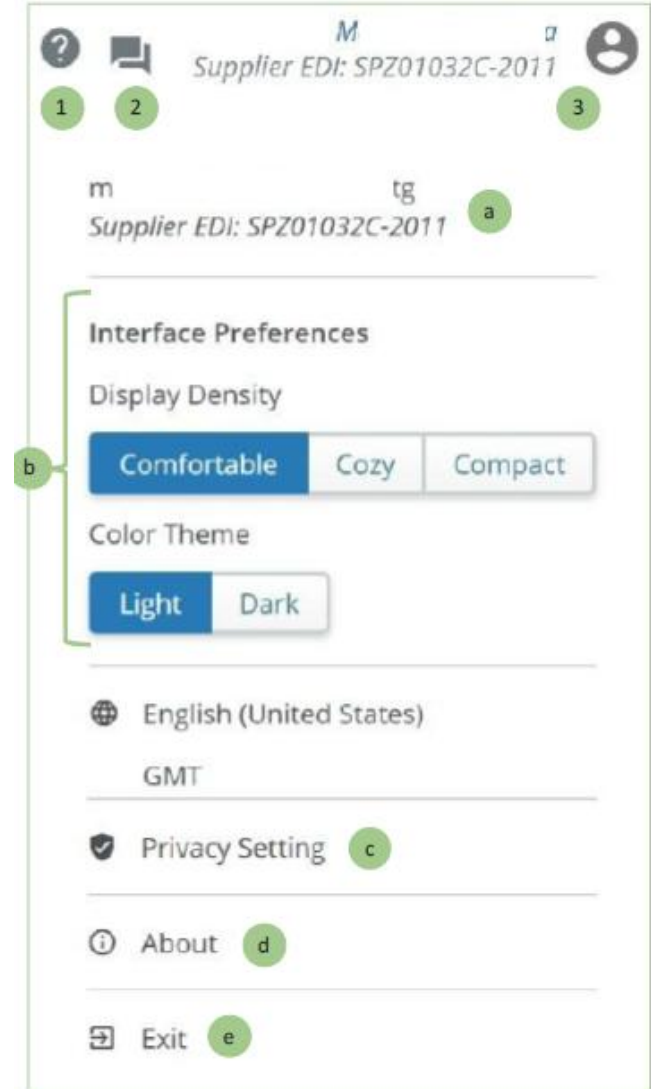 M a
? Supplier EDI: SPZ01032C-2011
1 2 3
m tg
Supplier EDI: SPZ01032C-2011 a
Interface Preferences
Display Density
b
Comfortable Cozy Compact
Color Theme
Light Dark
English (United States)
GMT
Privacy Setting c
i About d
Exit e